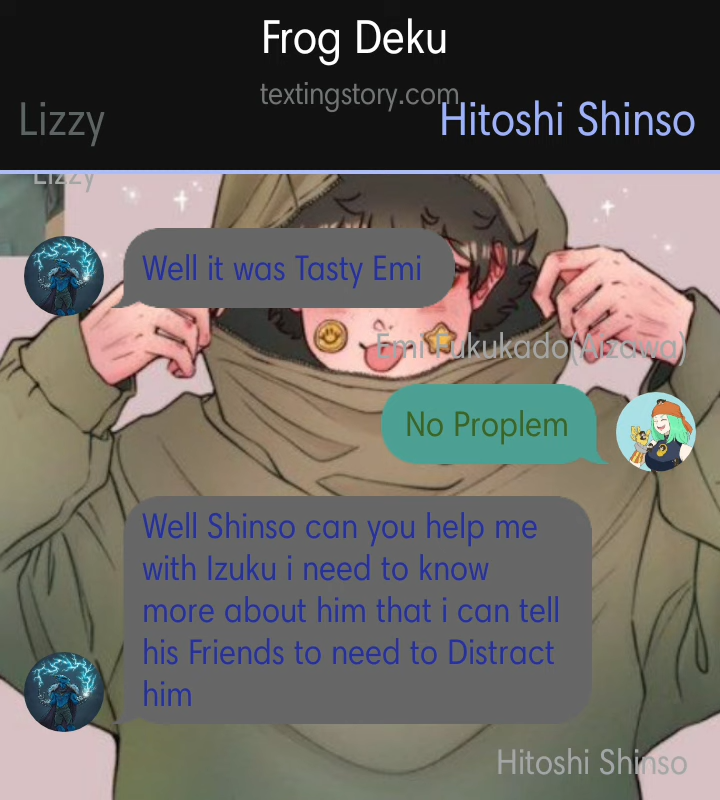 Frog Deku
textingstory.com
Lizzy
Hitoshi Shinso
Lizzy
Well it was Tasty Emi
Emi Fukukado(Aizawa)
No Proplem
Well Shinso can you help me
with Izuku i need to know
more about him that i can tell
his Friends to need to Distract
him
Hitoshi Shinso